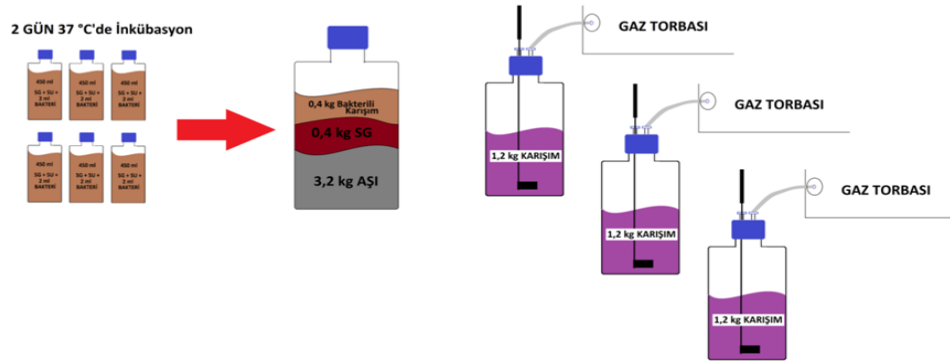 2 GÜN 37 °C'de İnkübasyon
450 ml
SG + SU +
2 ml
BAKTERİ
450 ml
SG + SU +
2 ml
BAKTERİ
450 ml
SG + SU +
2 ml
BAKTERİ
450 ml
SG + SU +
2 ml
BAKTERİ
450 ml
SG + SU +
2 ml
BAKTERİ
450 ml
SG + SU +
2 ml
BAKTERİ
0,4 kg Bakterili
Karışım
0,4 kg SG
3,2 kg AŞI
GAZ TORBASI
1,2 kg KARIŞIM
GAZ TORBASI
1,2 kg KARIŞIM
GAZ TORBASI
1,2 kg KARIŞIM